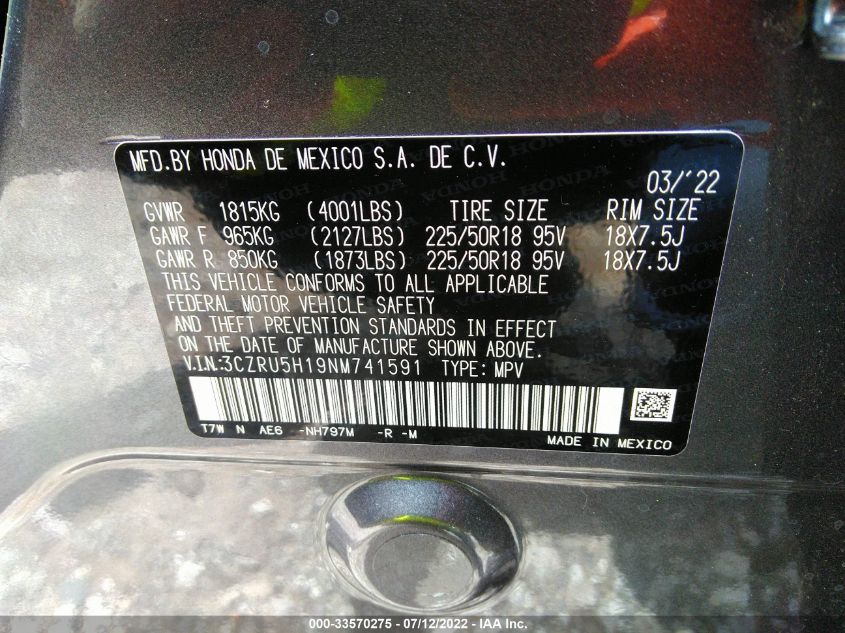 MFD.BY HONDA DE MEXICO S.A. DE C.V.
03/'22
GVWR 1815KG (4001LBS) TIRE SIZE RIM SIZE
GAWR F 965KG (2127LBS) 225/50R18 95V 18X7.5J
GAWR R 850KG (1873LBS) 225/50R18 95V 18X7.5J
THIS VEHICLE CONFORMS TO ALL APPLICABLE
FEDERAL MOTOR VEHICLE SAFETY
AND THEFT PREVENTION STANDARDS IN EFFECT
ON THE DATE OF MANUFACTURE SHOWN ABOVE.
V.I.N:3CZRU5H19NM741591 TYPE: MPV
T7W N AE6 -NH797M -R -M
MADE IN MEXICO
000-33570275 - 07/12/2022 - IAA Inc.